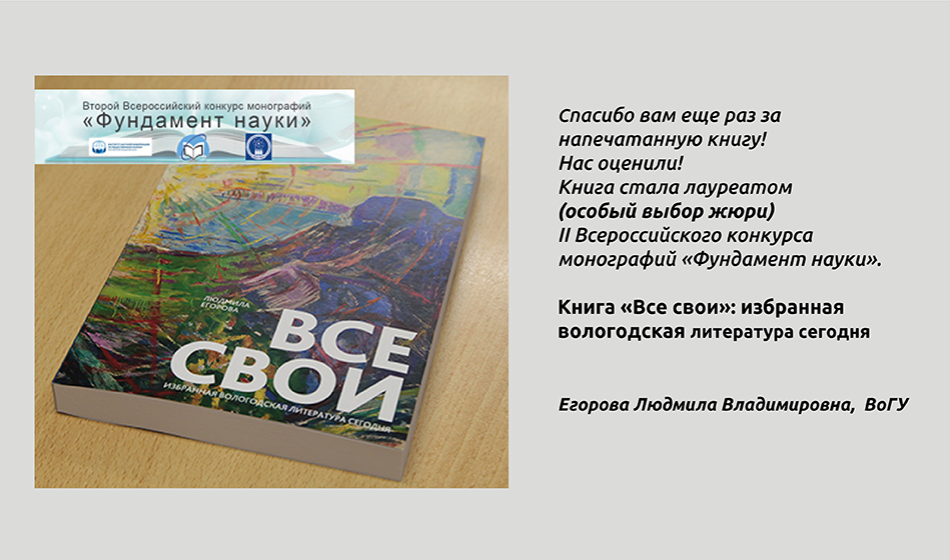 Второй Всероссийский конкурс монографий
«Фундамент науки»
ЛЮДМИЛА
ЕГОРОВА
ВСЕ
СВОИ
ИЗБРАННАЯ ВОЛОГОДСКАЯ ЛИТЕРАТУРА СЕГОДНЯ
Спасибо вам еще раз за
напечатанную книгу!
Нас оценили!
Книга стала лауреатом
(особый выбор жюри)
II Всероссийского конкурса
монографий «Фундамент науки».
Книга «Все свои»: избранная
вологодская литература сегодня
Егорова Людмила Владимировна, ВоГУ